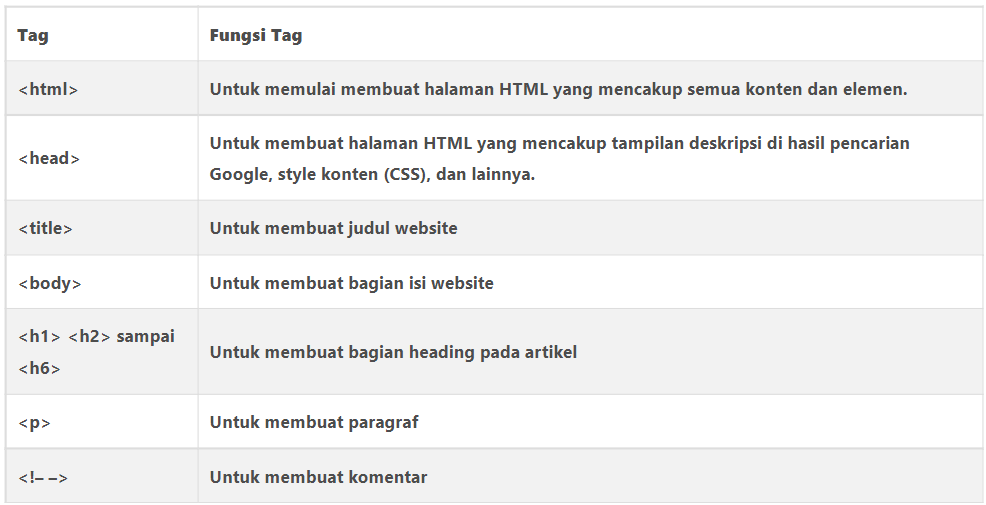 Tag Fungsi Tag
<html> Untuk memulai membuat halaman HTML yang mencakup semua konten dan elemen.
<head> Untuk membuat halaman HTML yang mencakup tampilan deskripsi di hasil pencarian
Google, style konten (CSS), dan lainnya.
<title> Untuk membuat judul website
<body> Untuk membuat bagian isi website
<h1> <h2> sampai
<h6>
Untuk membuat bagian heading pada artikel
<p> Untuk membuat paragraf
<!– –> Untuk membuat komentar